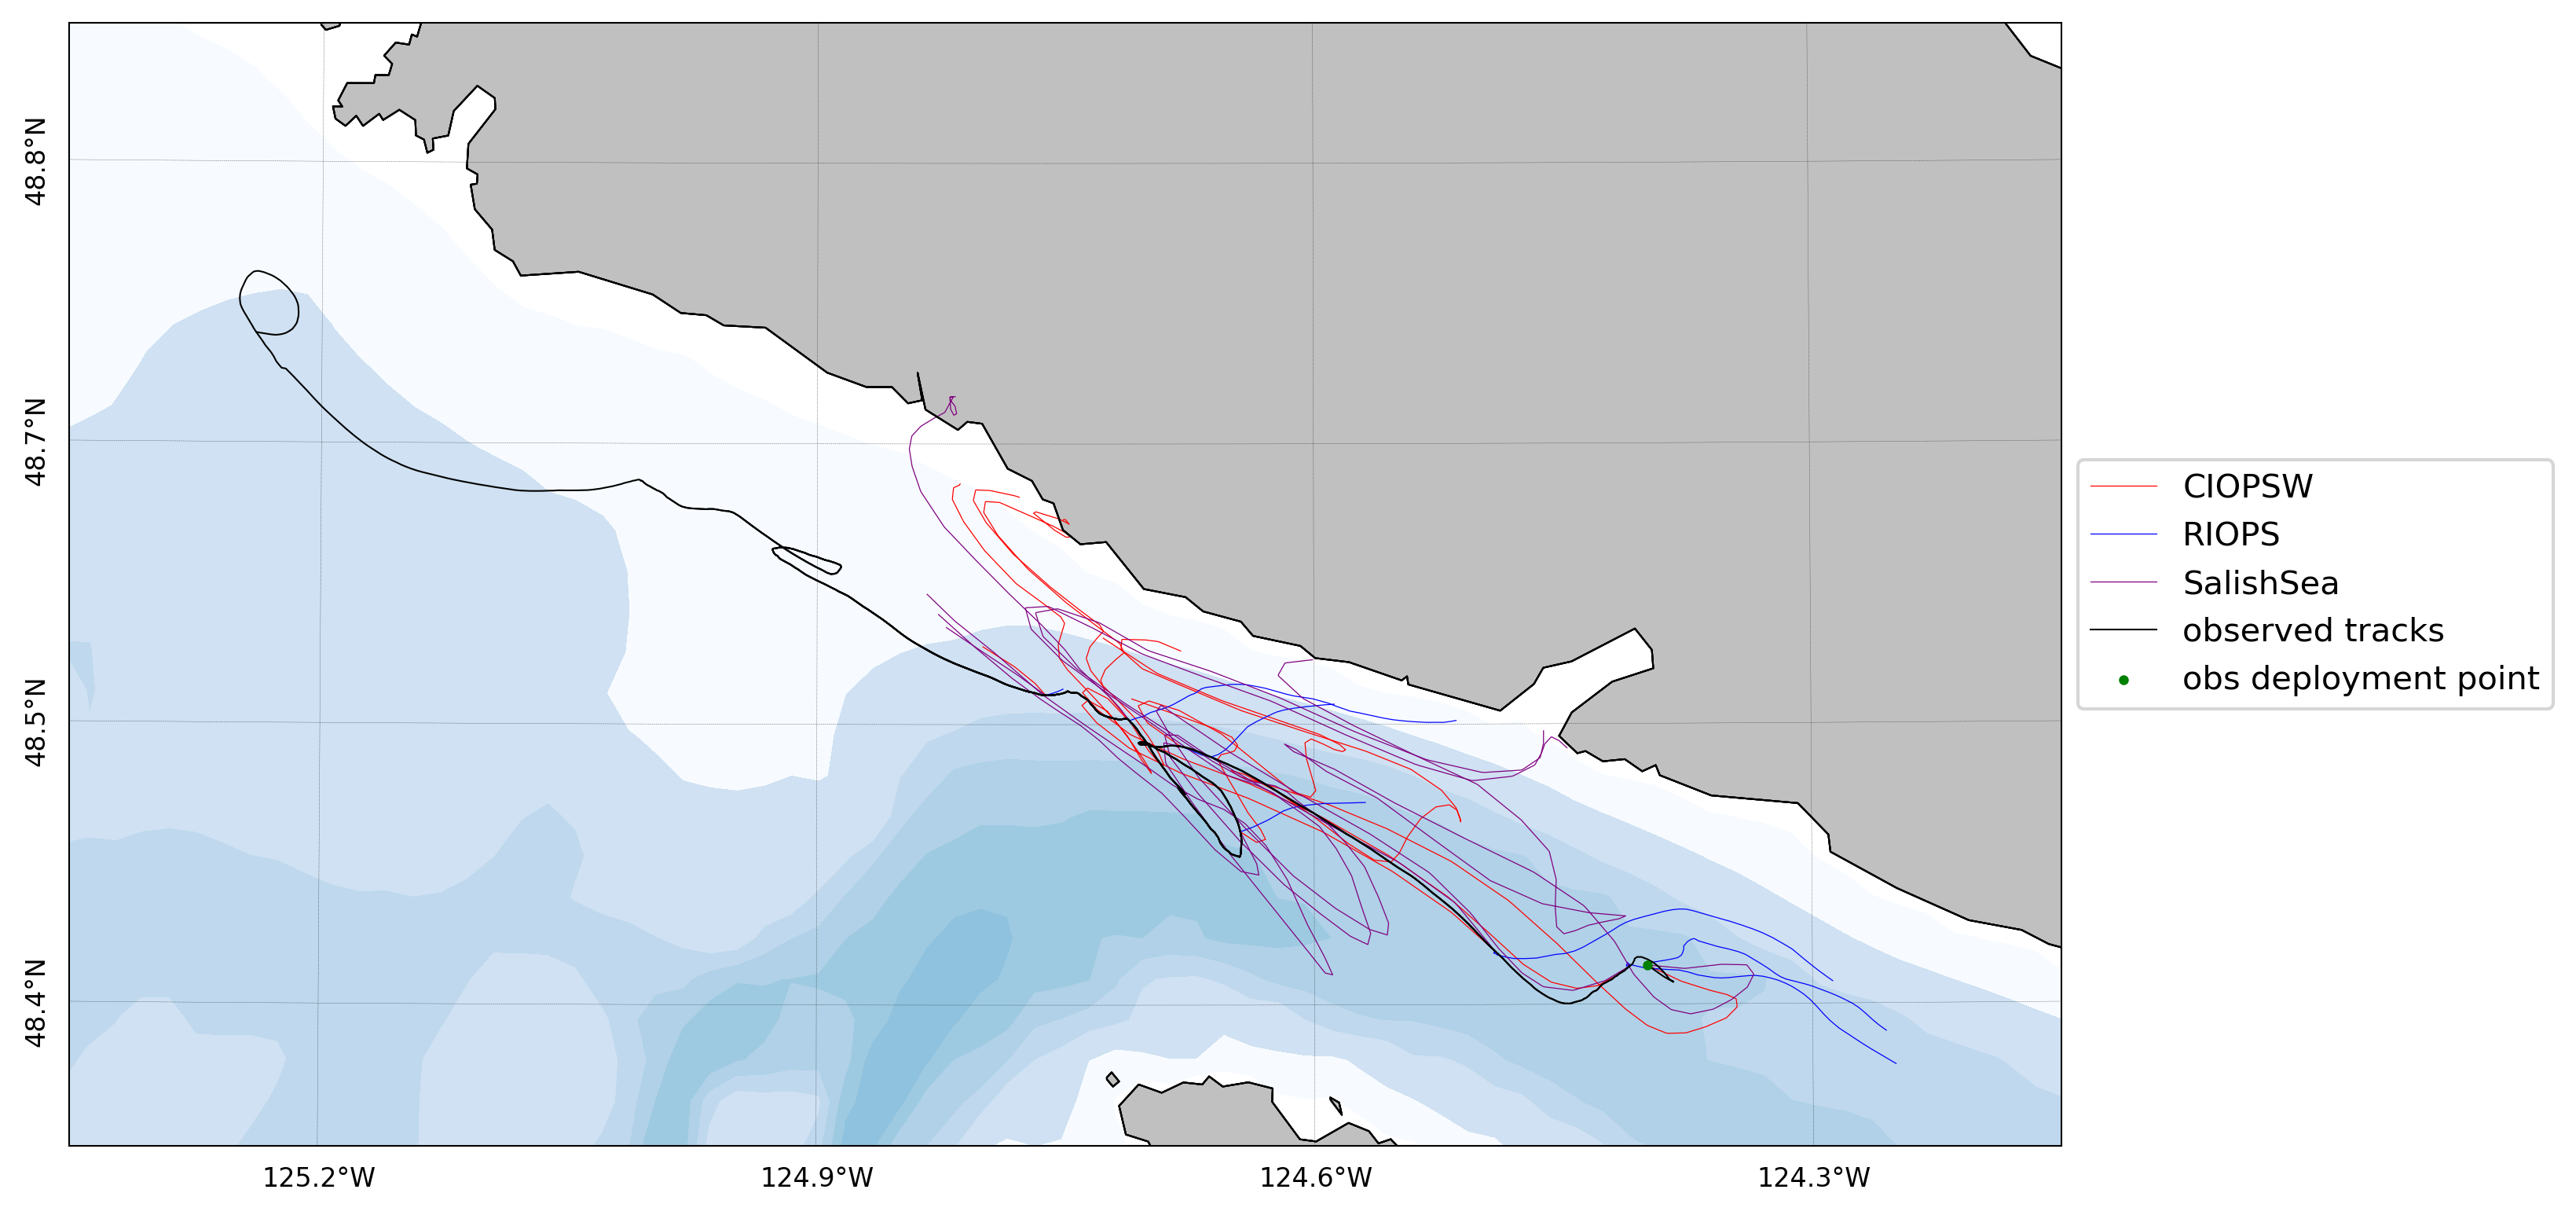 48.8°N
48.7°N
48.5°N
48.4°N
125.2°W
124.9°W
124.6°W
124.3°W
CIOPSW
RIOPS
SalishSea
observed tracks
obs deployment point